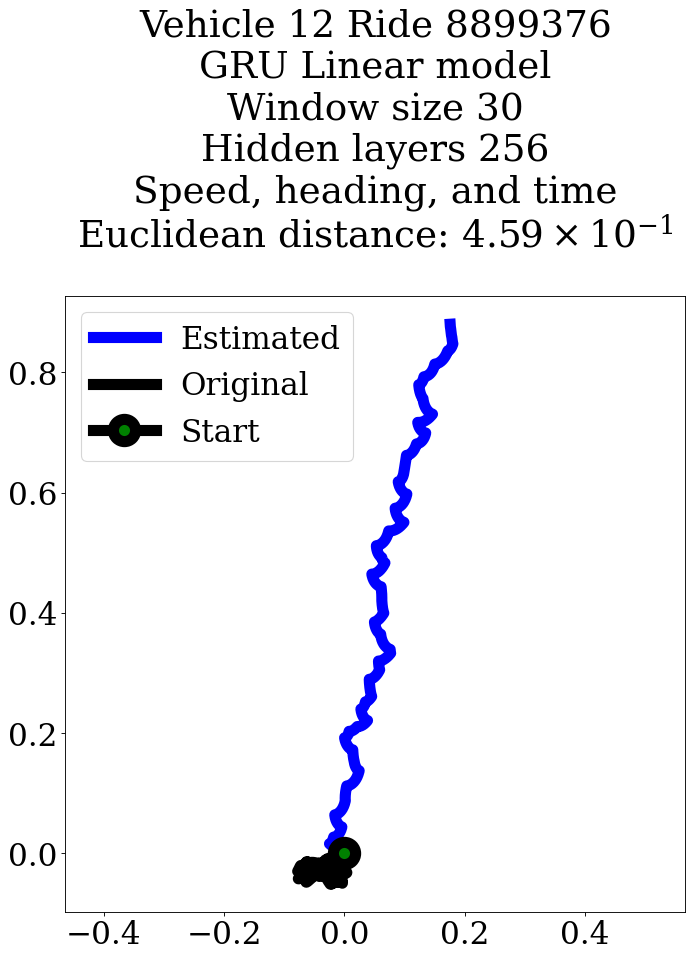 Vehicle 12 Ride 8899376
GRU Linear model
Window size 30
Hidden layers 256
Speed, heading, and time
Euclidean distance: 4.59 × 10⁻¹
Estimated
Original
Start
0.8
0.6
0.4
0.2
0.0
−0.4 −0.2 0.0 0.2 0.4